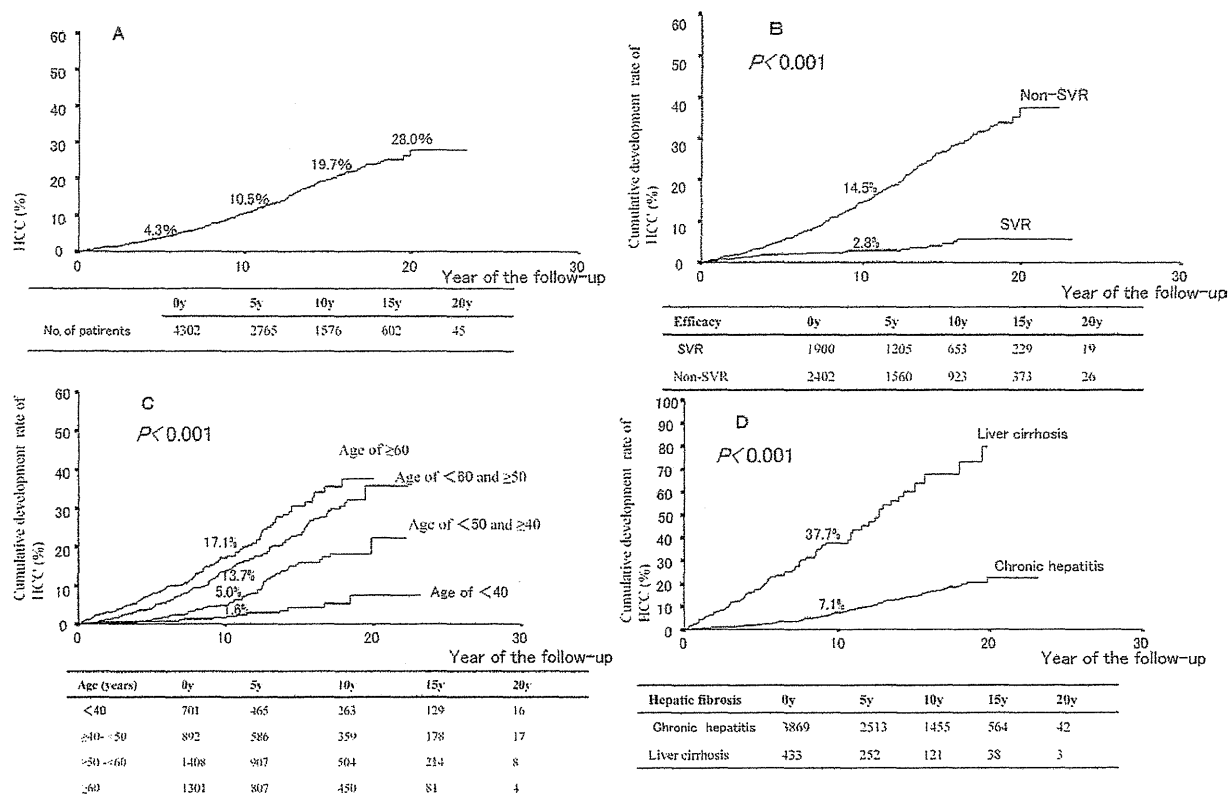 A
HCC (%)
60
50
40
30
20
10
0
4.3%
10.5%
19.7%
28.0%
0 10 20 30
Year of the follow-up
0y 5y 10y 15y 20y
No, of patirents 4302 2765 1576 602 45
B
P<0.001
Cumulative development rate of
HCC (%)
60
50
40
30
20
10
0
Non-SVR
14.5%
SVR
2.8%
0 10 20 30
Year of the follow-up
Efficacy 0y 5y 10y 15y 20y
SVR 1900 1205 653 229 19
Non-SVR 2402 1560 923 373 26
C
P<0.001
Cumulative development rate of
HCC (%)
60
50
40
30
20
10
0
Age of ≥60
Age of <60 and ≥50
Age of <50 and ≥40
Age of <40
17.1%
13.7%
5.0%
1.6%
0 10 20 30
Year of the follow-up
Age (years) 0y 5y 10y 15y 20y
<40 701 465 263 129 16
≥40-<50 892 586 359 178 17
≥50-<60 1408 907 504 214 8
≥60 1301 807 450 81 4
D
P<0.001
Cumulative development rate of
HCC (%)
100
90
80
70
60
50
40
30
20
10
0
Liver cirrhosis
37.7%
Chronic hepatitis
7.1%
0 10 20 30
Year of the follow-up
Hepatic fibrosis 0y 5y 10y 15y 20y
Ghronic hepatitis 3869 2513 1455 564 42
Liver cirrhosis 433 252 121 38 3